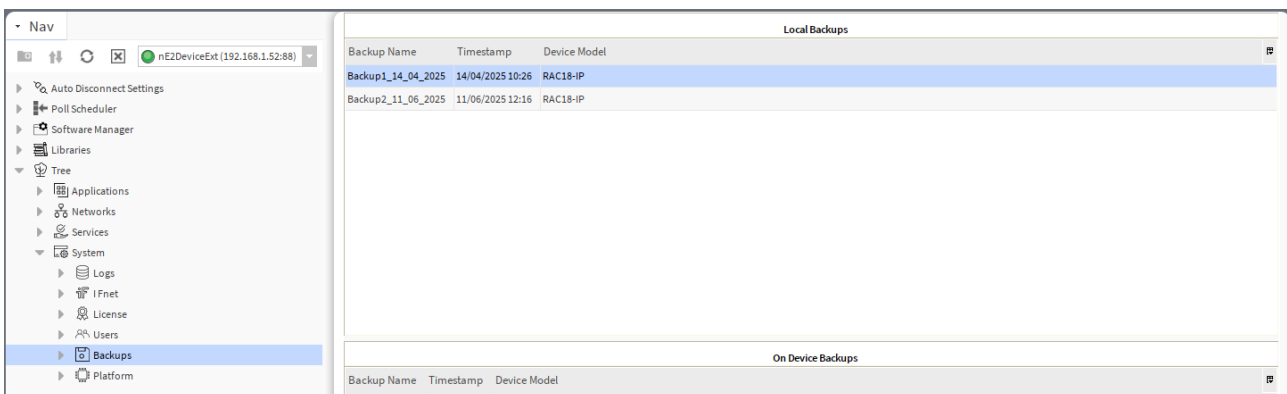 Nav
nE2DeviceExt (192.168.1.52:88)
Auto Disconnect Settings
Poll Scheduler
Software Manager
Libraries
Tree
Applications
Networks
Services
System
Logs
IFnet
License
Users
Backups
Platform
Local Backups
Backup Name Timestamp Device Model
Backup1_14_04_2025 14/04/2025 10:26 RAC18-IP
Backup2_11_06_2025 11/06/2025 12:16 RAC18-IP
On Device Backups
Backup Name Timestamp Device Model